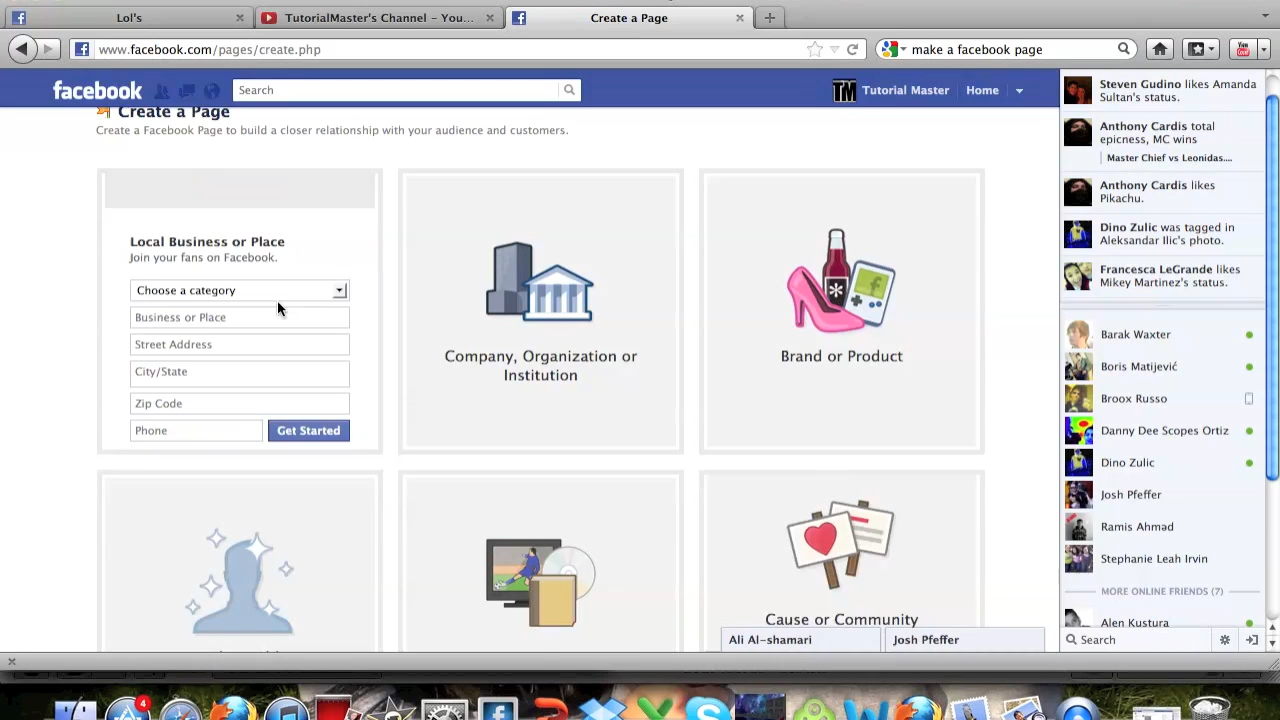 Lol's
TutorialMaster's Channel - You...
Create a Page
www.facebook.com/pages/create.php
make a facebook page
facebook
Search
Tutorial Master
Home
Create a Page
Create a Facebook Page to build a closer relationship with your audience and customers.
Local Business or Place
Join your fans on Facebook.
Choose a category
Business or Place
Street Address
City/State
Zip Code
Phone
Get Started
Company, Organization or
Institution
Brand or Product
Cause or Community
Steven Gudino likes Amanda
Sultan's status.
Anthony Cardis total
epicness, MC wins
Master Chief vs Leonidas....
Anthony Cardis likes
Pikachu.
Dino Zulic was tagged in
Aleksandar Ilic's photo.
Francesca LeGrande likes
Mikey Martinez's status.
Barak Waxter
Boris Matijević
Broox Russo
Danny Dee Scopes Ortiz
Dino Zulic
Josh Pfeffer
Ramis Ahmad
Stephanie Leah Irvin
MORE ONLINE FRIENDS (7)
Alen Kustura
Search
Ali Al-shamari
Josh Pfeffer
4